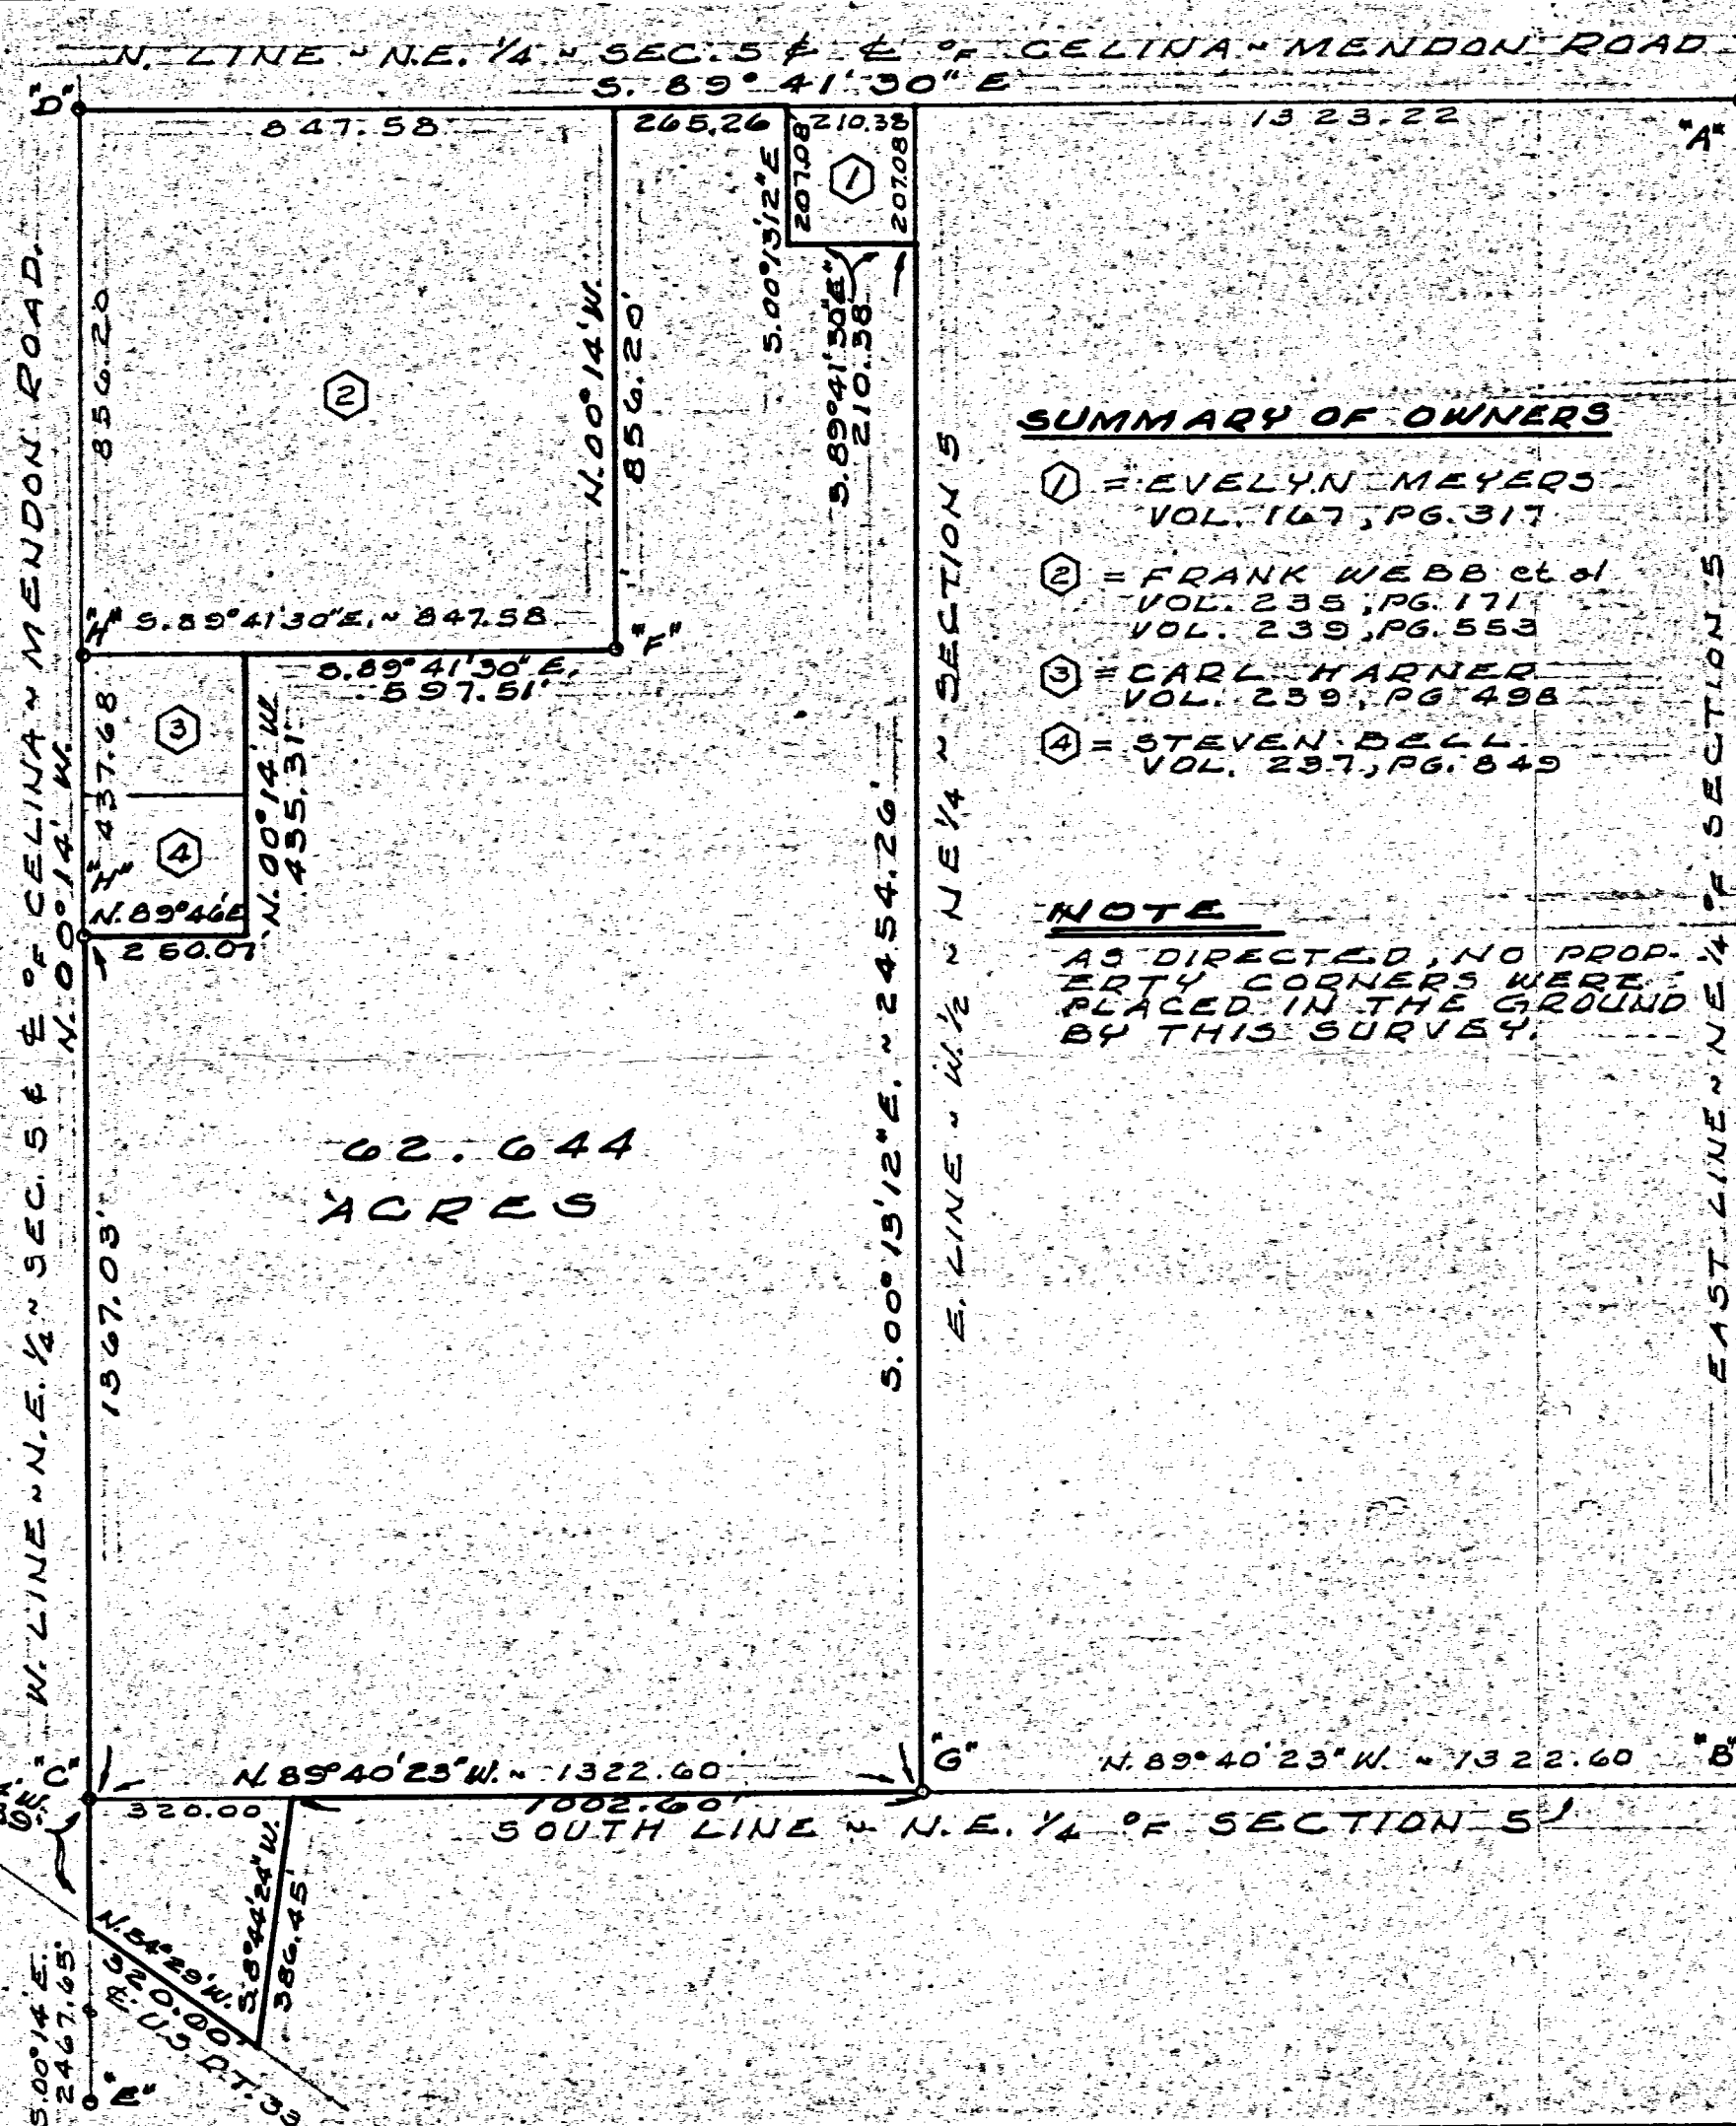 N. LINE ~ N.E. 1/4 ~ SEC. 5 & ℄ OF CELINA ~ MENDON ROAD
S. 89° 41' 30" E
"D"
847.58
265.26
210.38
1323.22
"A"
S. 00° 13' 12" E
207.08
1
207.08
S. 89° 41' 30" E
210.38
W. LINE ~ N.E. 1/4 ~ SEC. 5 & ℄ OF CELINA ~ MENDON ROAD.
N. 00° 14' W.
856.20
2
N. 00° 14' W.
856.20'
SUMMARY OF OWNERS
1 = EVELYN MEYERS
VOL. 167, PG. 317
2 = FRANK WEBB et al
VOL. 235, PG. 171
VOL. 239, PG. 553
3 = CARL HARNER
VOL. 239, PG 498
4 = STEVEN BELL
VOL. 237, PG. 849
"H" S. 89° 41' 30" E. ~ 847.58
"F"
S. 89° 41' 30" E.
597.51'
437.68
3
4
"H"
N. 00° 14' W.
435.31'
N. 89° 46' E
250.07
NOTE
AS DIRECTED, NO PROP-
ERTY CORNERS WERE
PLACED IN THE GROUND
BY THIS SURVEY.
62.644
ACRES
1367.03'
S. 00° 13' 12" E. ~ 2454.26'
E. LINE ~ W. 1/2 ~ NE 1/4 ~ SECTION 5
EAST LINE ~ NE 1/4 OF SECTION 5
"C"
N. 89° 40' 23" W. ~ 1322.60
"G"
N. 89° 40' 23" W. ~ 1322.60
"B"
320.00
1002.60'
SOUTH LINE ~ N.E. 1/4 OF SECTION 5
S. 8° 44' 24" W.
386.45'
N. 54° 29' W.
320.00'
U.S. RT. 33
S. 00° 14' E.
2467.65'
"E"